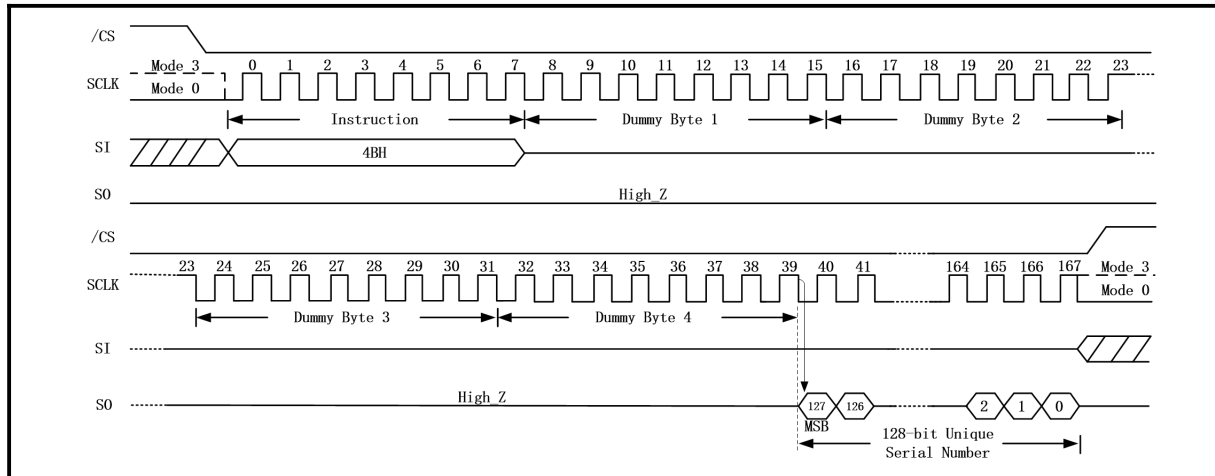 /CS
Mode 3 0 1 2 3 4 5 6 7 8 9 10 11 12 13 14 15 16 17 18 19 20 21 22 23
SCLK
Mode 0
Instruction Dummy Byte 1 Dummy Byte 2
SI 4BH
SO High_Z
/CS
23 24 25 26 27 28 29 30 31 32 33 34 35 36 37 38 39 40 41 164 165 166 167 Mode 3
SCLK
Mode 0
Dummy Byte 3 Dummy Byte 4
SI
SO High_Z 127 126 2 1 0
MSB
128-bit Unique
Serial Number